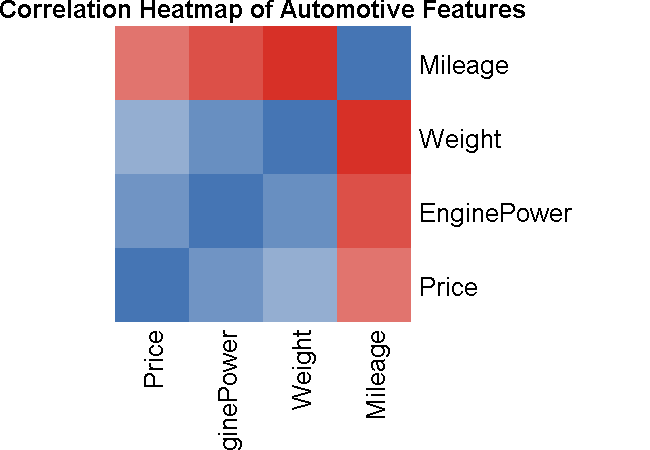 Correlation Heatmap of Automotive Features
Mileage
Weight
EnginePower
Price
Price
ginePower
Weight
Mileage